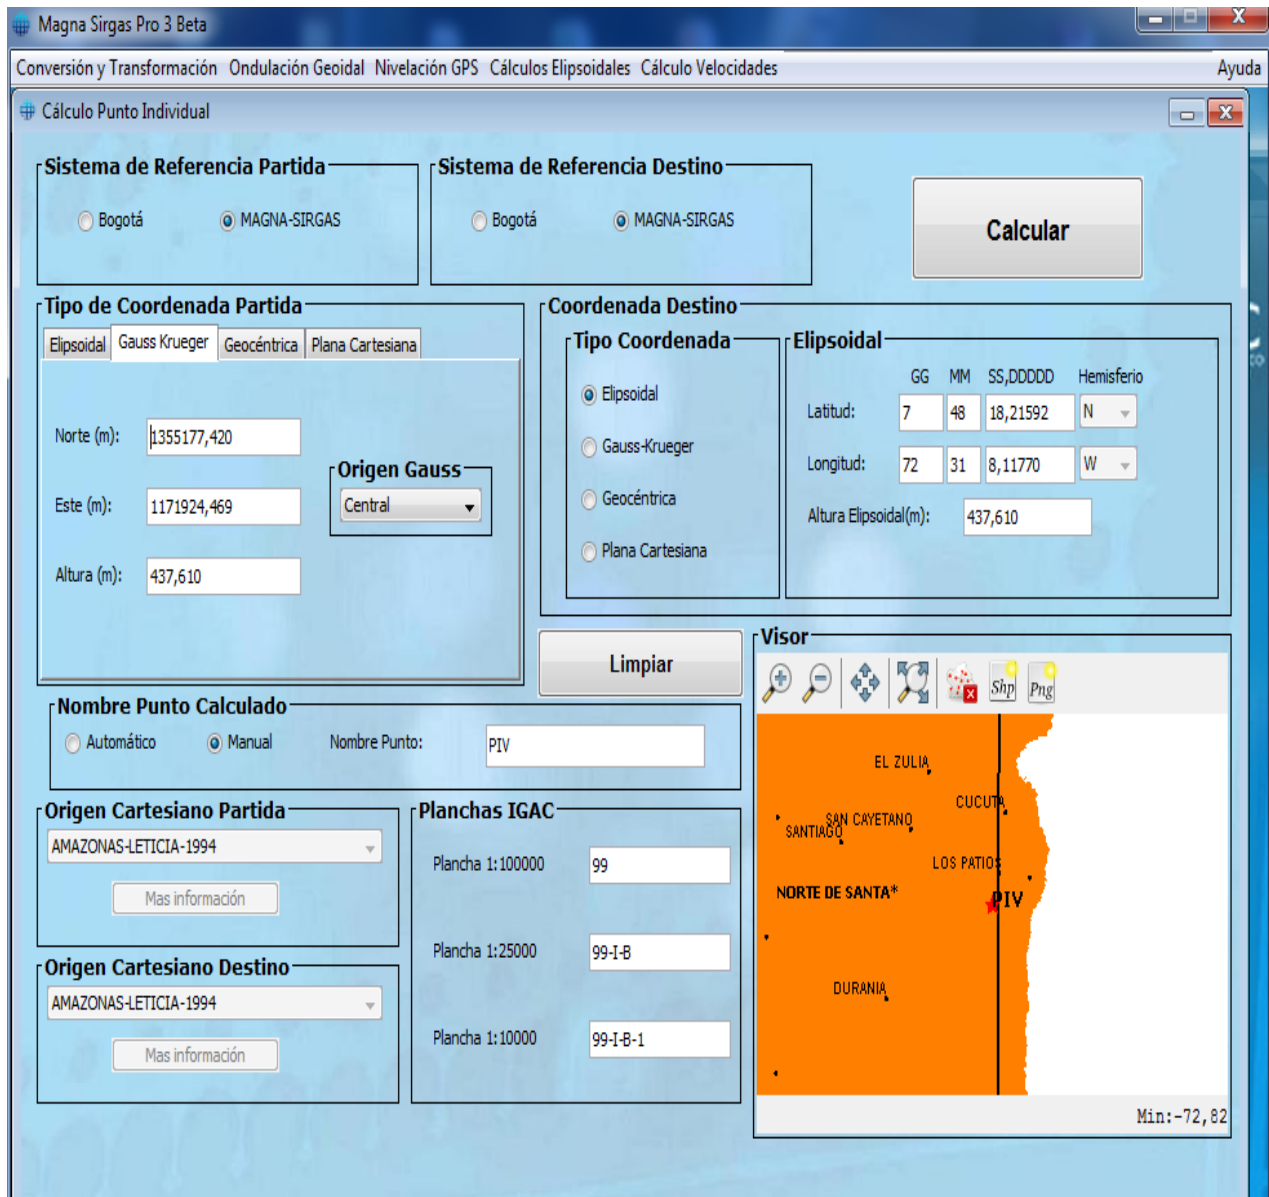 Magna Sirgas Pro 3 Beta
Conversión y Transformación Ondulación Geoidal Nivelación GPS Cálculos Elipsoidales Cálculo Velocidades Ayuda
Cálculo Punto Individual
Sistema de Referencia Partida
Bogotá MAGNA-SIRGAS
Sistema de Referencia Destino
Bogotá MAGNA-SIRGAS
Calcular
Tipo de Coordenada Partida
Elipsoidal Gauss Krueger Geocéntrica Plana Cartesiana
Norte (m): 1355177,420
Este (m): 1171924,469
Altura (m): 437,610
Origen Gauss
Central
Coordenada Destino
Tipo Coordenada
Elipsoidal
Gauss-Krueger
Geocéntrica
Plana Cartesiana
Elipsoidal
GG MM SS,DDDDD Hemisferio
Latitud: 7 48 18,21592 N
Longitud: 72 31 8,11770 W
Altura Elipsoidal(m): 437,610
Limpiar
Nombre Punto Calculado
Automático Manual Nombre Punto: PIV
Origen Cartesiano Partida
AMAZONAS-LETICIA-1994
Mas información
Origen Cartesiano Destino
AMAZONAS-LETICIA-1994
Mas información
Planchas IGAC
Plancha 1:100000 99
Plancha 1:25000 99-I-B
Plancha 1:10000 99-I-B-1
Visor
Shp Png
EL ZULIA
CUCUTA
SAN CAYETANO
SANTIAGO
LOS PATIOS
NORTE DE SANTA*
PIV
DURANIA
Min:-72,82